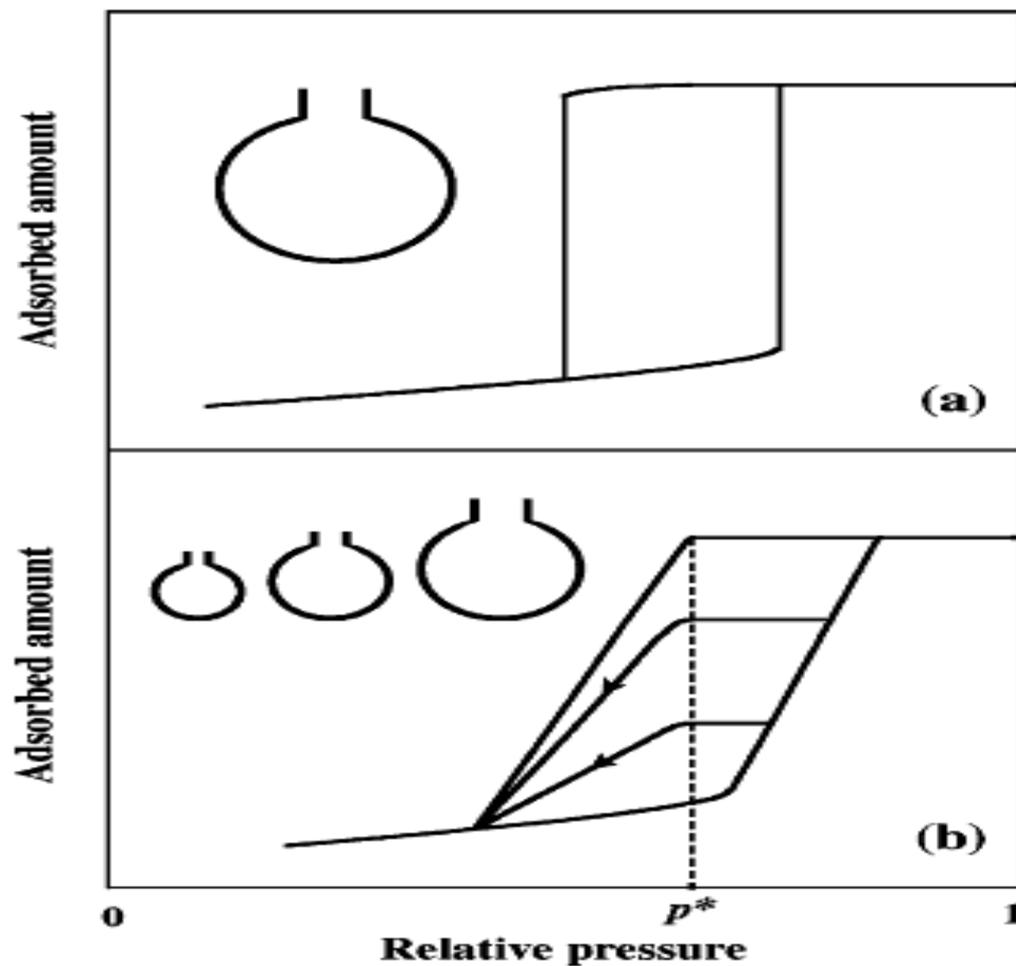 Adsorbed amount
(a)
Adsorbed amount
(b)
0
p*
1
Relative pressure